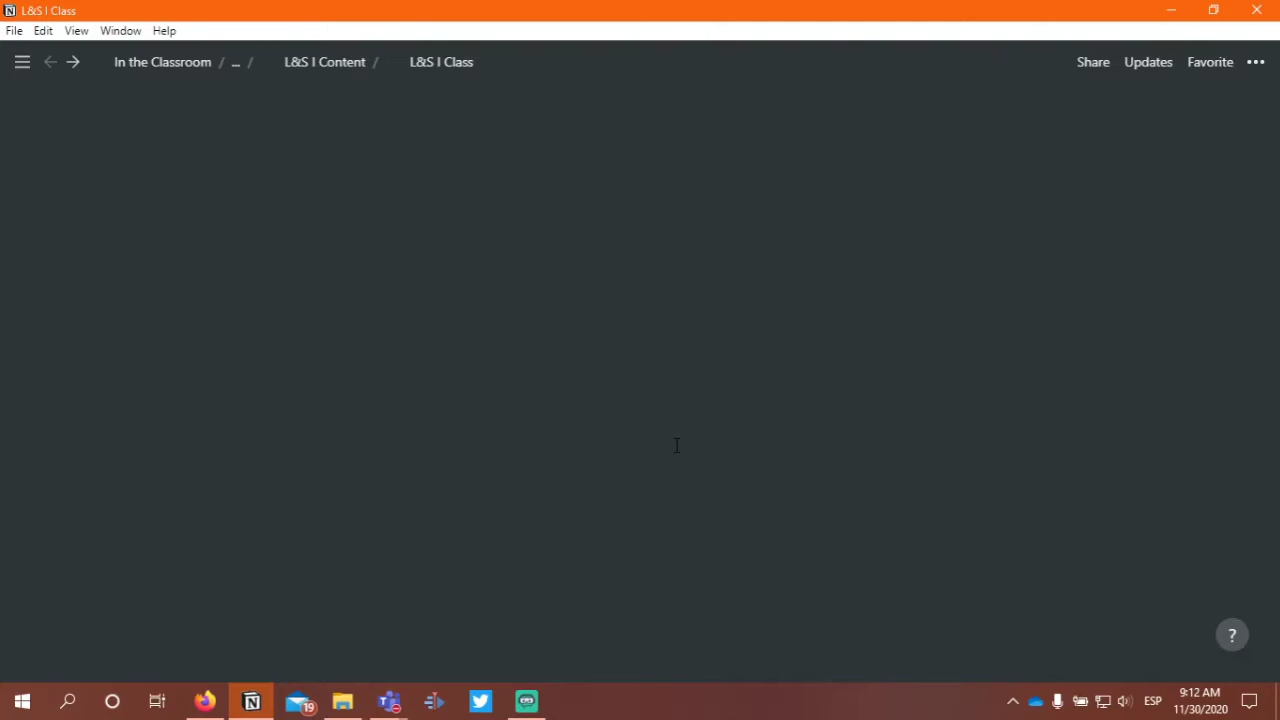 L&S I Class
File Edit View Window Help
In the Classroom / ... / L&S I Content / L&S I Class
Share Updates Favorite •••
?
19
ESP
9:12 AM
11/30/2020